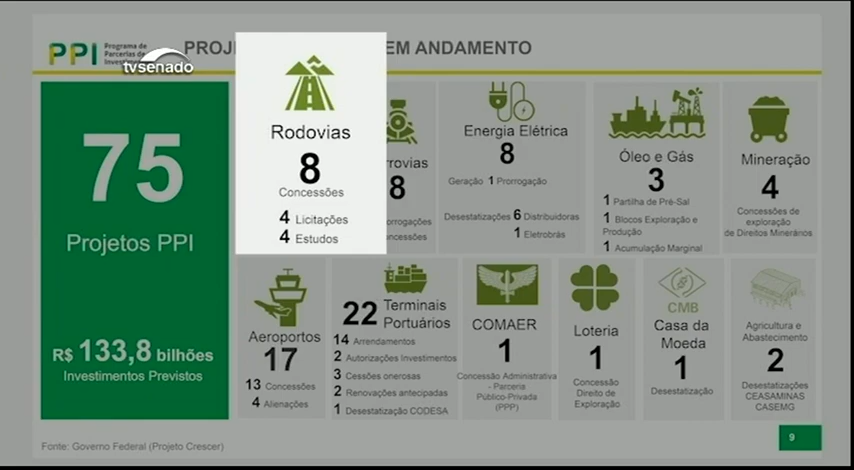 PPI
Programa de
Parcerias de
tvsenado
EM ANDAMENTO
75
Projetos PPI
R$ 133,8 bilhões
Investimentos Previstos
Rodovias
8
Concessões
4 Licitações
4 Estudos
8
Energia Elétrica
8
Geração 1 Prorrogação
Desestatizações 6 Distribuidoras
1 Eletrobrás
Óleo e Gás
3
1 Partilha de Pré-Sal
1 Blocos Exploração e
Produção
1 Acumulação Marginal
Mineração
4
Concessões de
exploração
de Direitos Minerários
Aeroportos
17
13 Concessões
4 Alienações
22 Terminais
Portuários
14 Arrendamentos
2 Autorizações Investimentos
3 Cessões onerosas
2 Renovações antecipadas
1 Desestatização CODESA
COMAER
1
Concessão Administrativa
- Parceria
Público-Privada
(PPP)
Loteria
1
Concessão
Direito de
Exploração
CMB
Casa da
Moeda
1
Desestatização
Agricultura e
Abastecimento
2
Desestatizações
CEASAMINAS
CASEMG
Fonte: Governo Federal (Projeto Crescer)
9